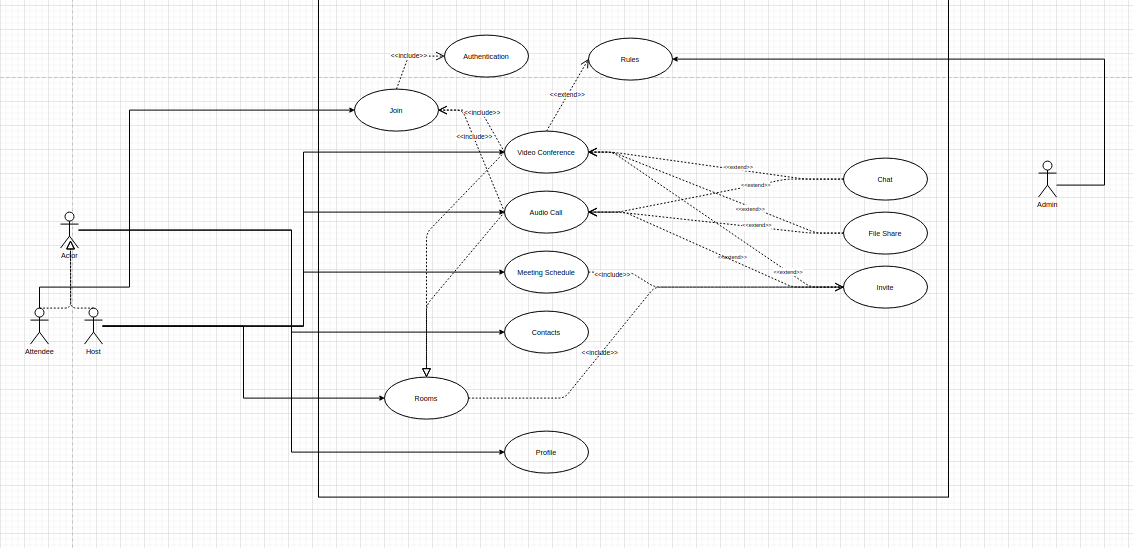 <<include>>
Authentication
Rules
<<extend>>
Join
<<include>>
<<include>>
Video Conference
<<extend>>
Chat
<<extend>>
Admin
<<extend>>
Audio Call
<<extend>>
File Share
Actor
<<extend>>
Meeting Schedule
<<include>>
<<extend>>
Invite
Contacts
Attendee
Host
<<include>>
Rooms
Profile